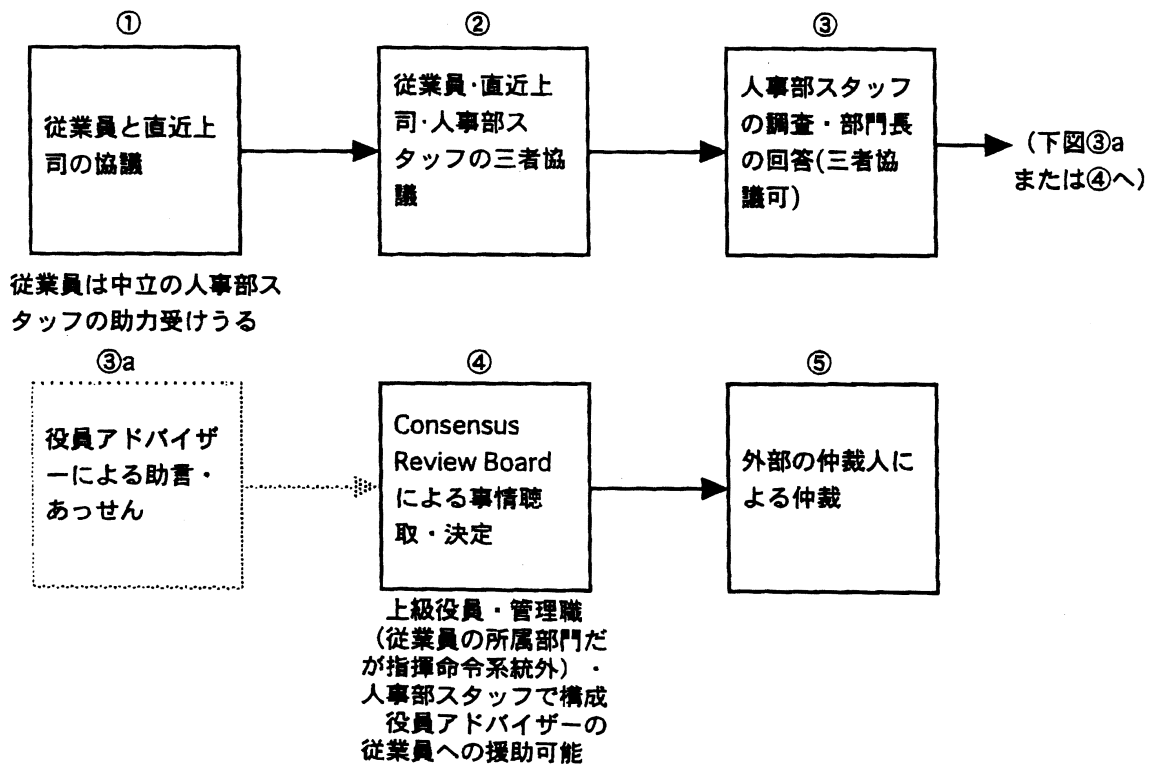 ①
従業員と直近上
司の協議
従業員は中立の人事部ス
タッフの助力受けうる
②
従業員・直近上
司・人事部ス
タッフの三者協
議
③
人事部スタッフ
の調査・部門長
の回答(三者協
議可)
(下図③a
または④へ)
③a
役員アドバイザ
ーによる助言・
あっせん
④
Consensus
Review Board
による事情聴
取・決定
上級役員・管理職
(従業員の所属部門だ
が指揮命令系統外)・
人事部スタッフで構成
役員アドバイザーの
従業員への援助可能
⑤
外部の仲裁人に
よる仲裁